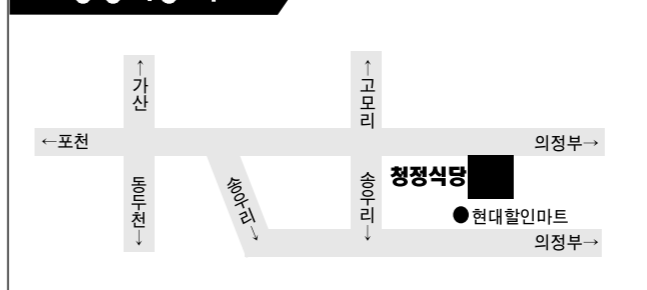 ↑가산
↑고모리
←포천
의정부→
동두천↓
송우리↓
송우리↓
청정식당
●현대할인마트
의정부→